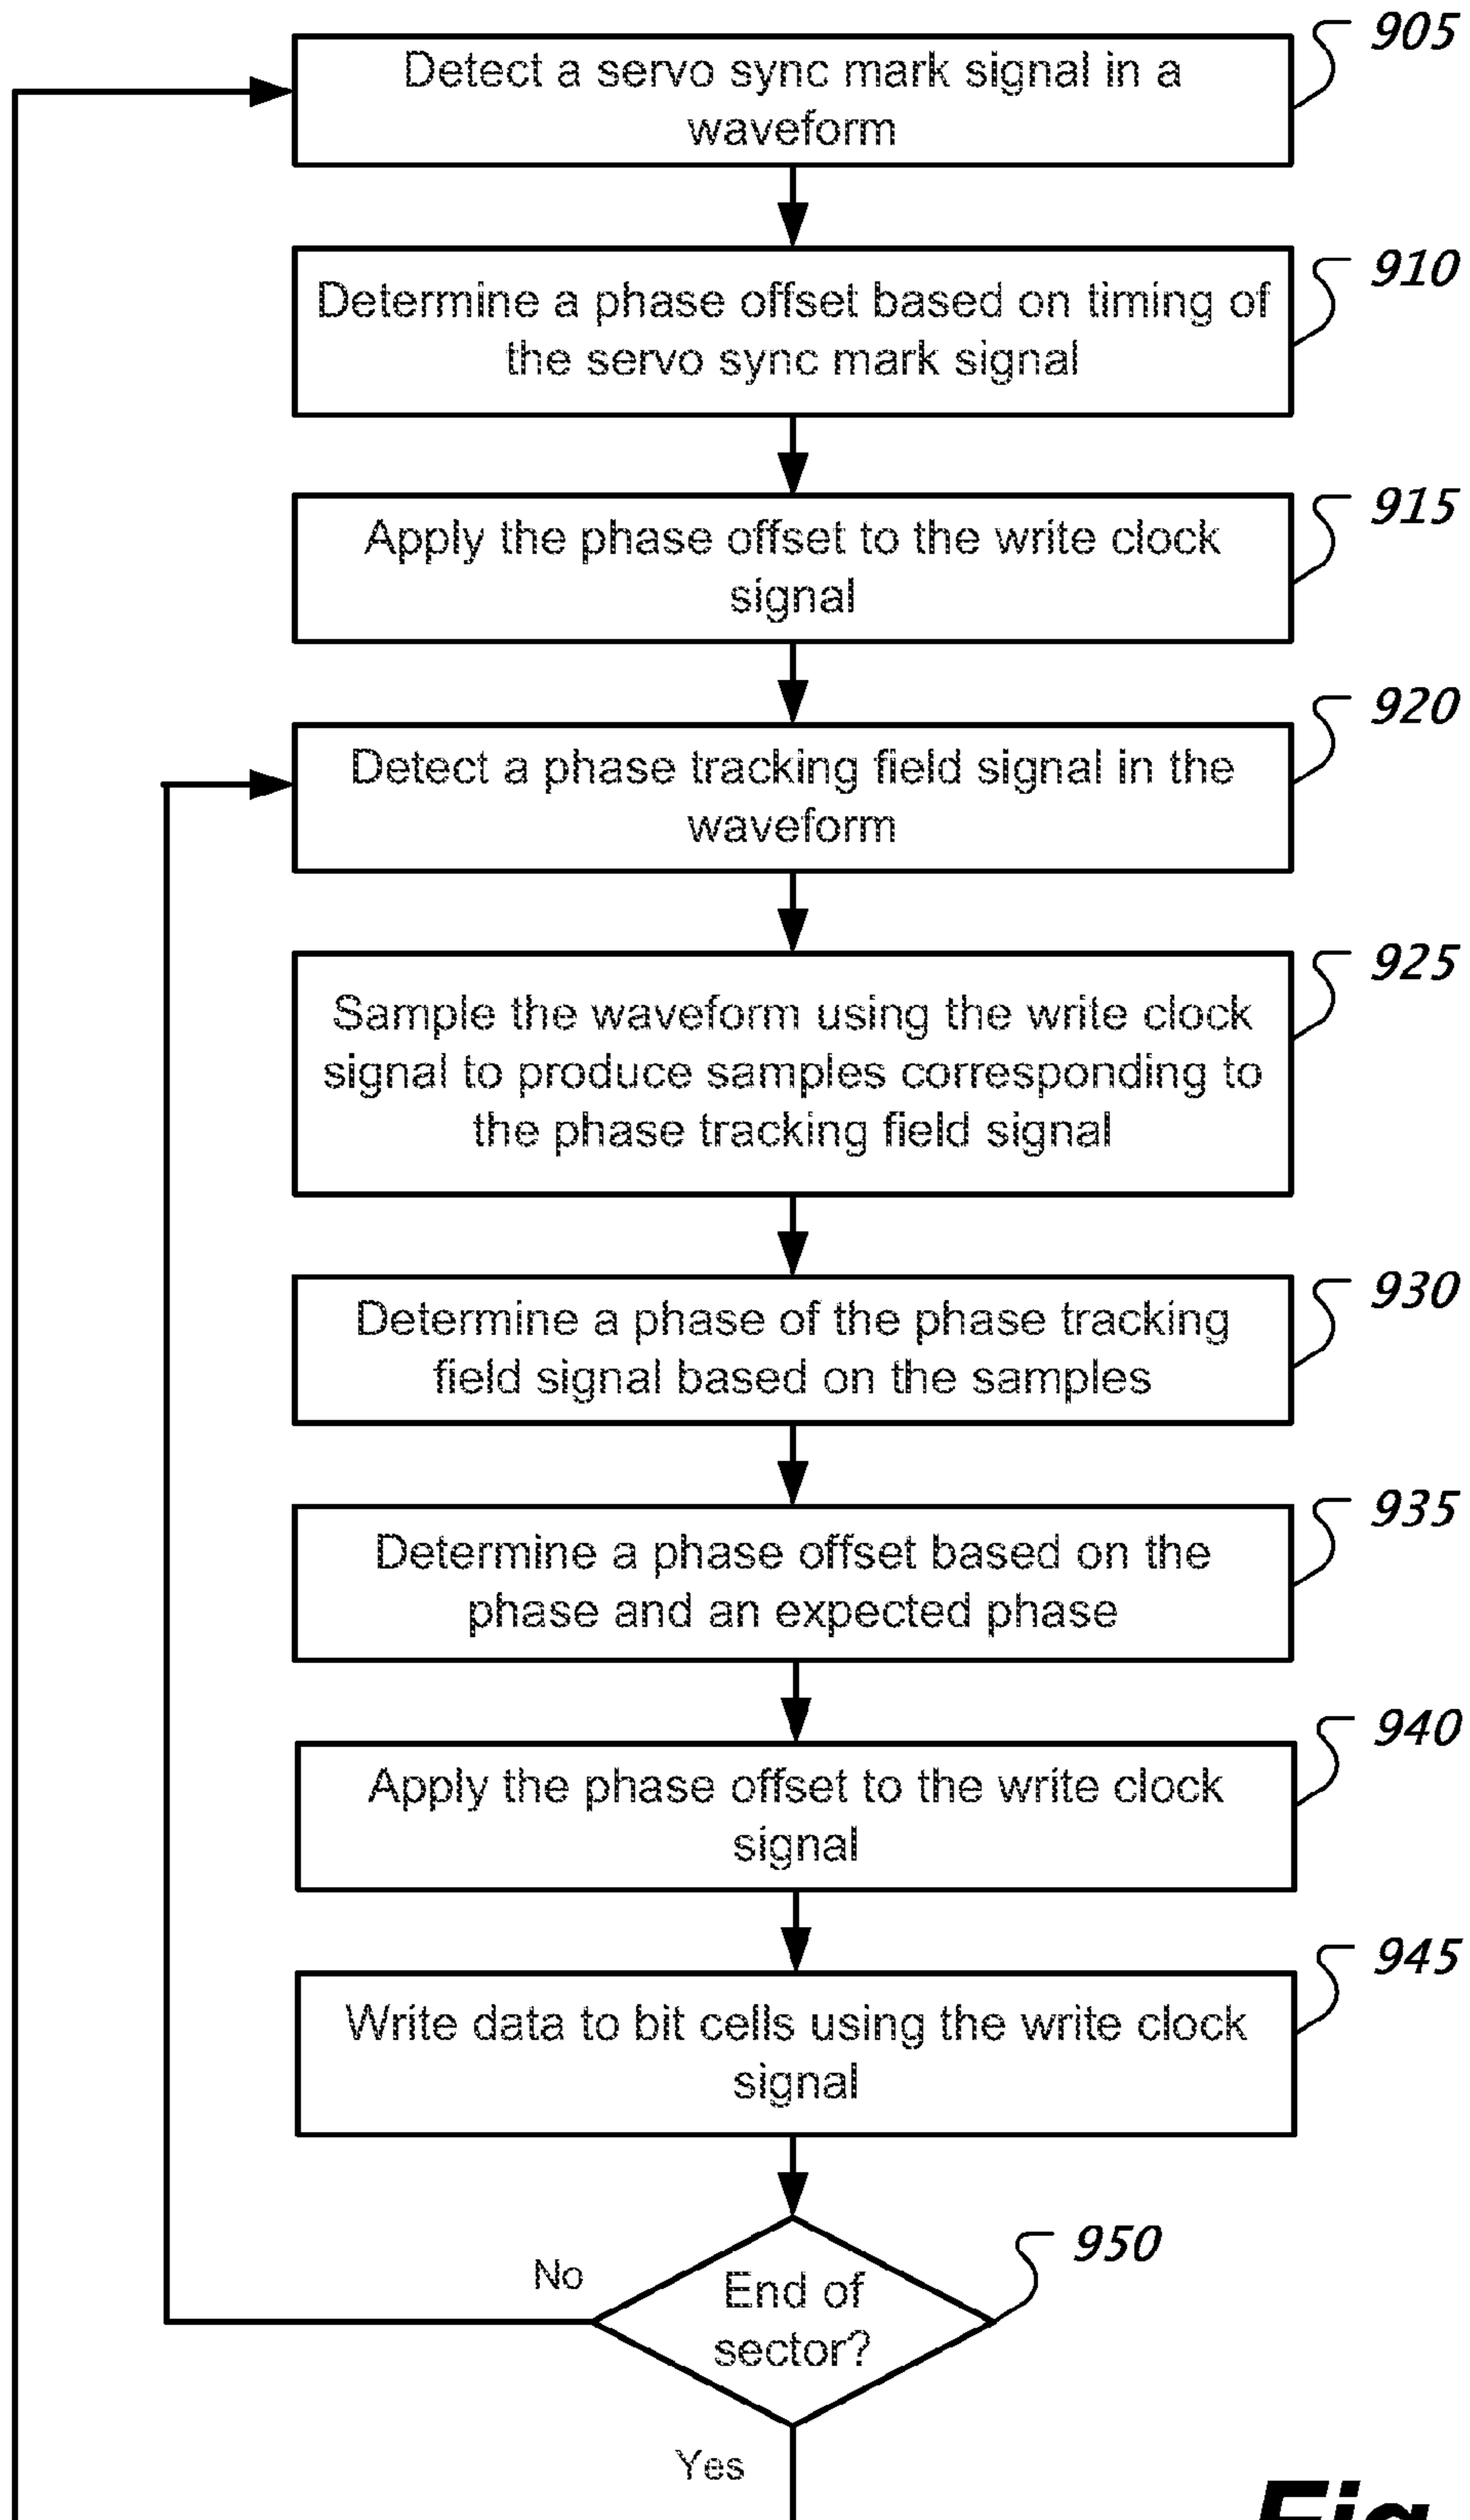 905
Detect a servo sync mark signal in a
waveform
910
Determine a phase offset based on timing of
the servo sync mark signal
915
Apply the phase offset to the write clock
signal
920
Detect a phase tracking field signal in the
waveform
925
Sample the waveform using the write clock
signal to produce samples corresponding to
the phase tracking field signal
930
Determine a phase of the phase tracking
field signal based on the samples
935
Determine a phase offset based on the
phase and an expected phase
940
Apply the phase offset to the write clock
signal
945
Write data to bit cells using the write clock
signal
950
No
End of
sector?
Yes